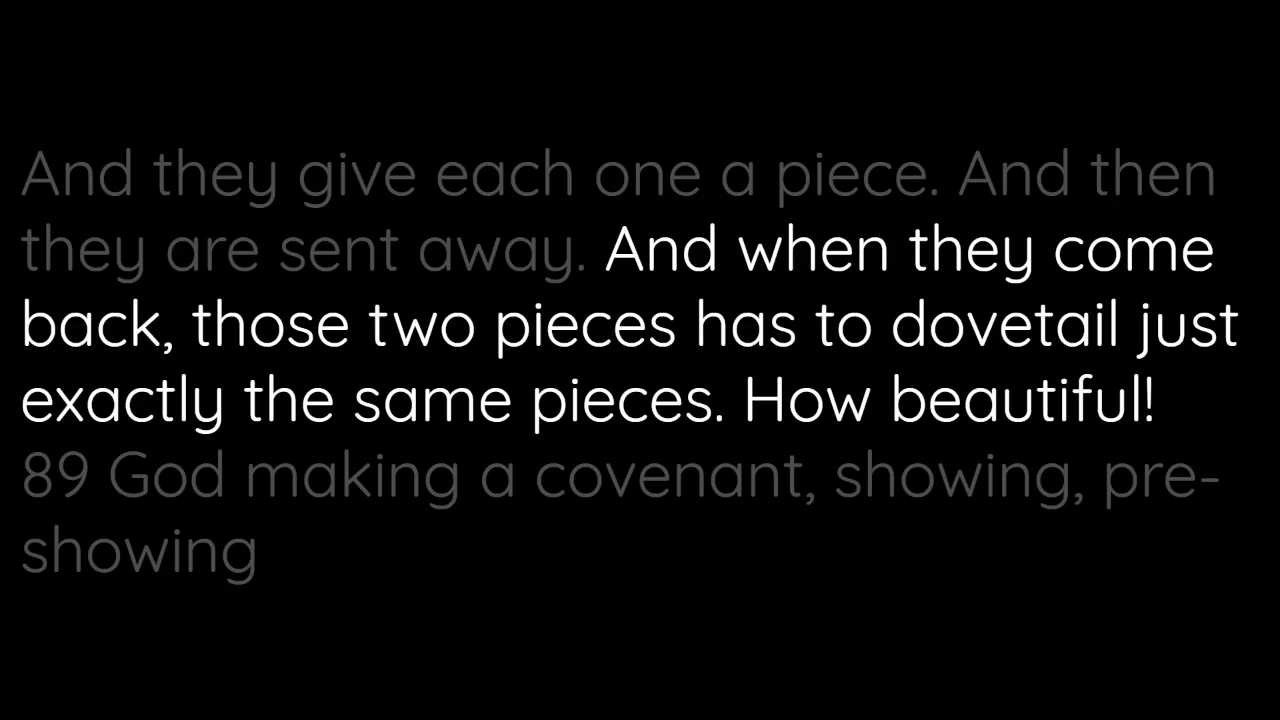 And they give each one a piece. And then
they are sent away. And when they come
back, those two pieces has to dovetail just
exactly the same pieces. How beautiful!
89 God making a covenant, showing, pre-
showing